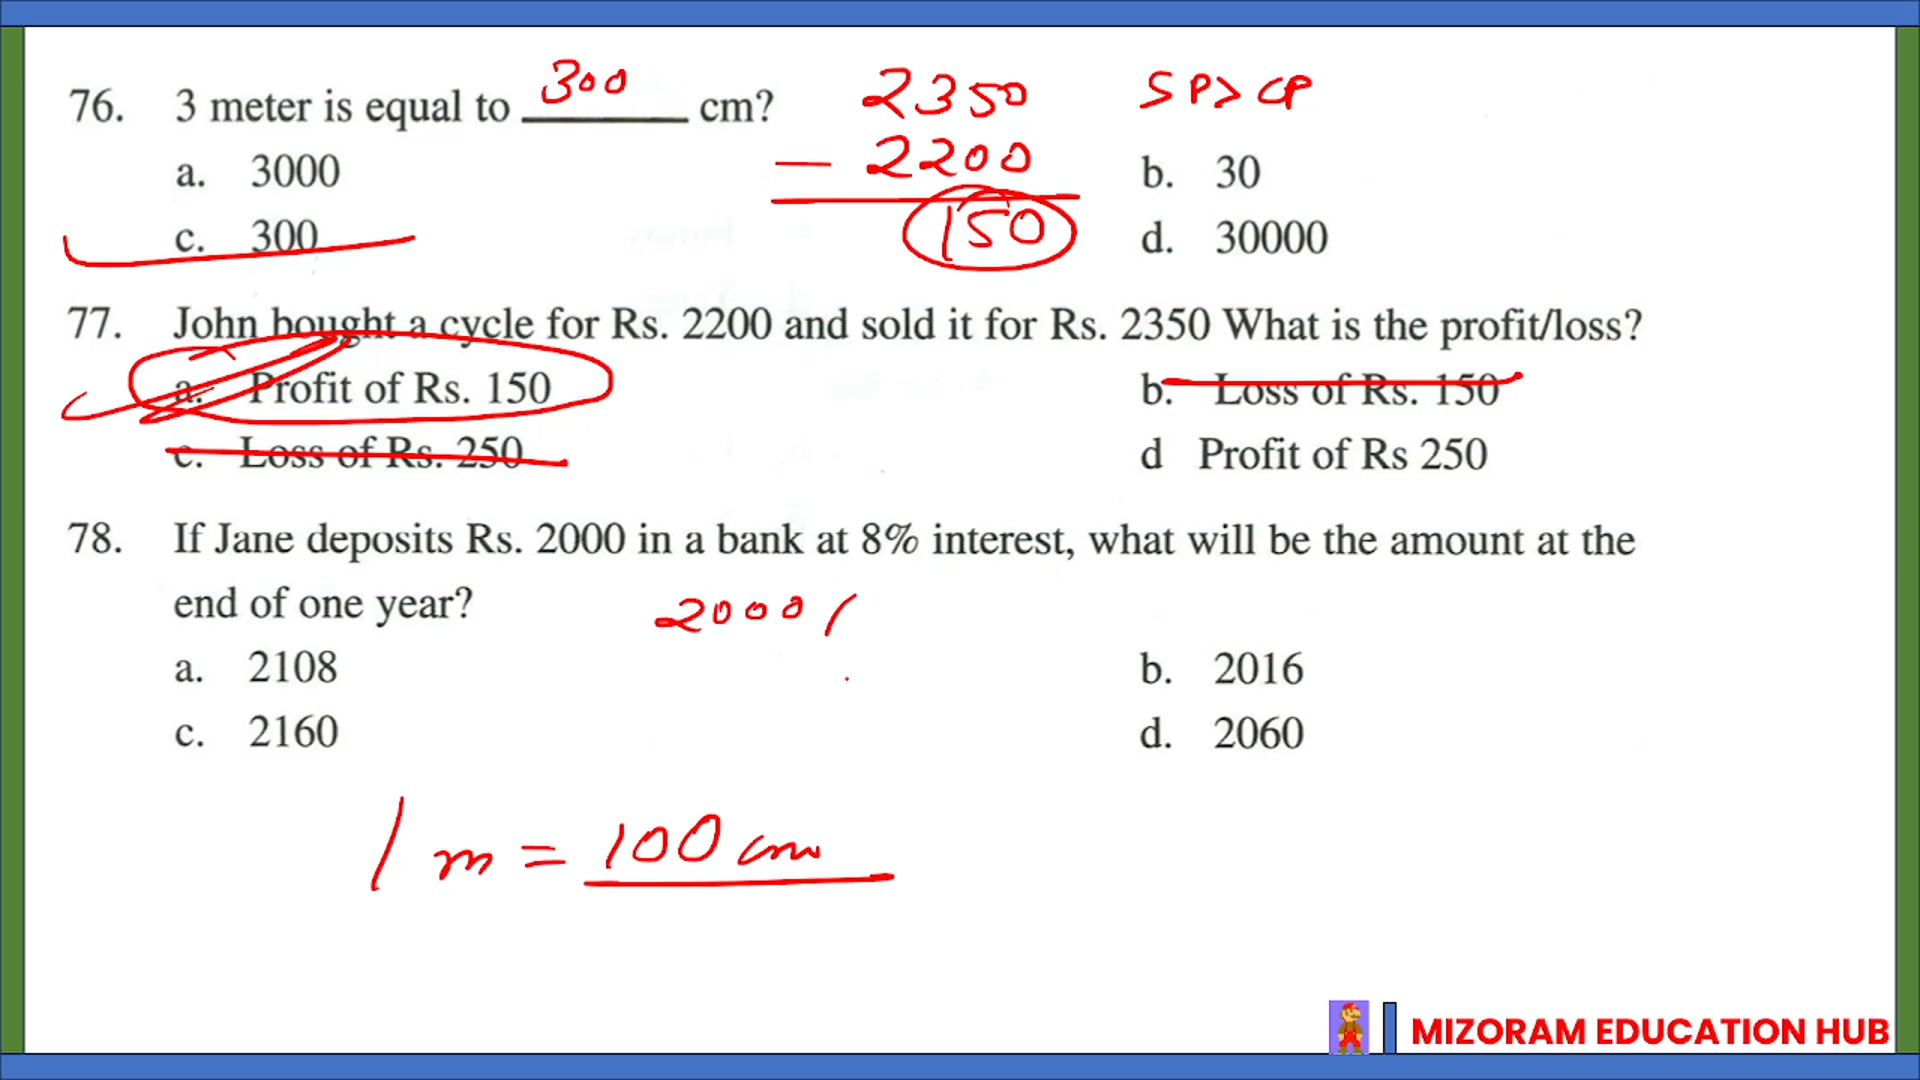 76. 3 meter is equal to 300 cm?
2350
SP > CP
- 2200
150
a. 3000
b. 30
c. 300
d. 30000
77. John bought a cycle for Rs. 2200 and sold it for Rs. 2350 What is the profit/loss?
a. Profit of Rs. 150
b. Loss of Rs. 150
c. Loss of Rs. 250
d Profit of Rs 250
78. If Jane deposits Rs. 2000 in a bank at 8% interest, what will be the amount at the
end of one year?
2000 (
a. 2108
b. 2016
c. 2160
d. 2060
1 m = 100 cm
MIZORAM EDUCATION HUB